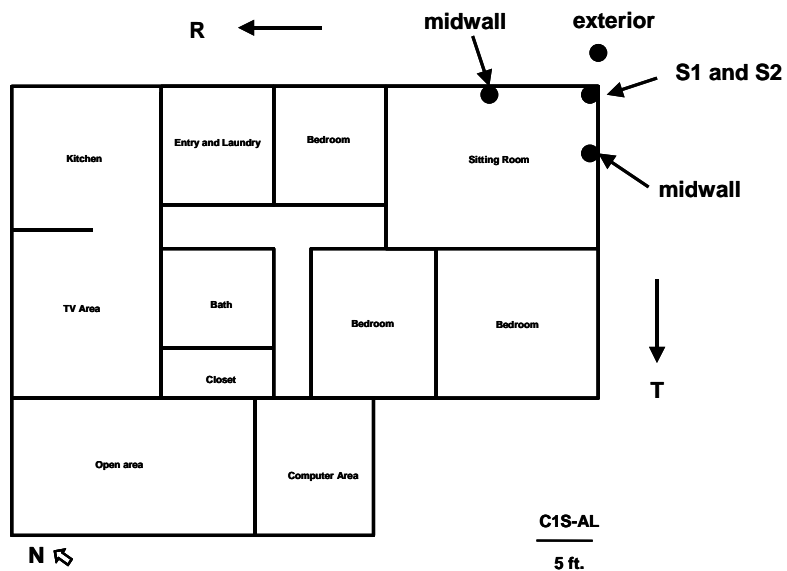 R
midwall
exterior
S1 and S2
Kitchen
Entry and Laundry
Bedroom
Sitting Room
midwall
TV Area
Bath
Bedroom
Bedroom
Closet
T
Open area
Computer Area
C1S-AL
5 ft.
N